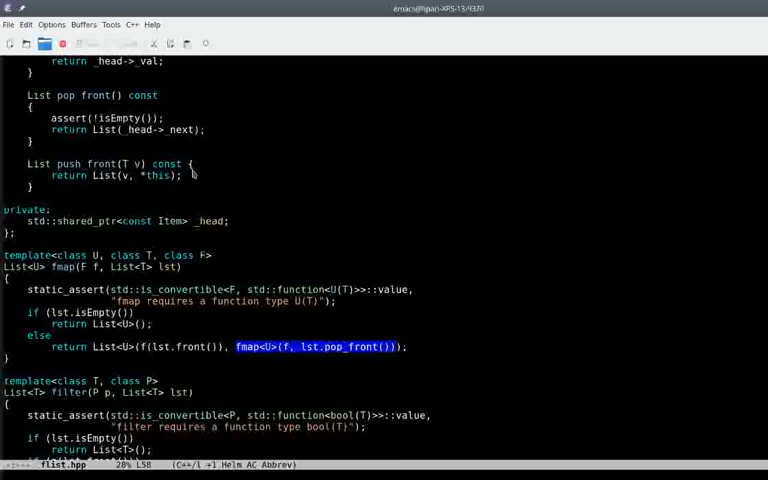 emacs@lipari-XPS-13-9370
File Edit Options Buffers Tools C++ Help
return _head->_val;
}
List pop_front() const
{
assert(!isEmpty());
return List(_head->_next);
}
List push_front(T v) const {
return List(v, *this);
}
private:
std::shared_ptr<const Item> _head;
};
template<class U, class T, class F>
List<U> fmap(F f, List<T> lst)
{
static_assert(std::is_convertible<F, std::function<U(T)>>::value,
"fmap requires a function type U(T)");
if (lst.isEmpty())
return List<U>();
else
return List<U>(f(lst.front()), fmap<U>(f, lst.pop_front()));
}
template<class T, class P>
List<T> filter(P p, List<T> lst)
{
static_assert(std::is_convertible<P, std::function<bool(T)>>::value,
"filter requires a function type bool(T)");
if (lst.isEmpty())
return List<T>();
flist.hpp 28% L58 (C++/l +1 Helm AC Abbrev)